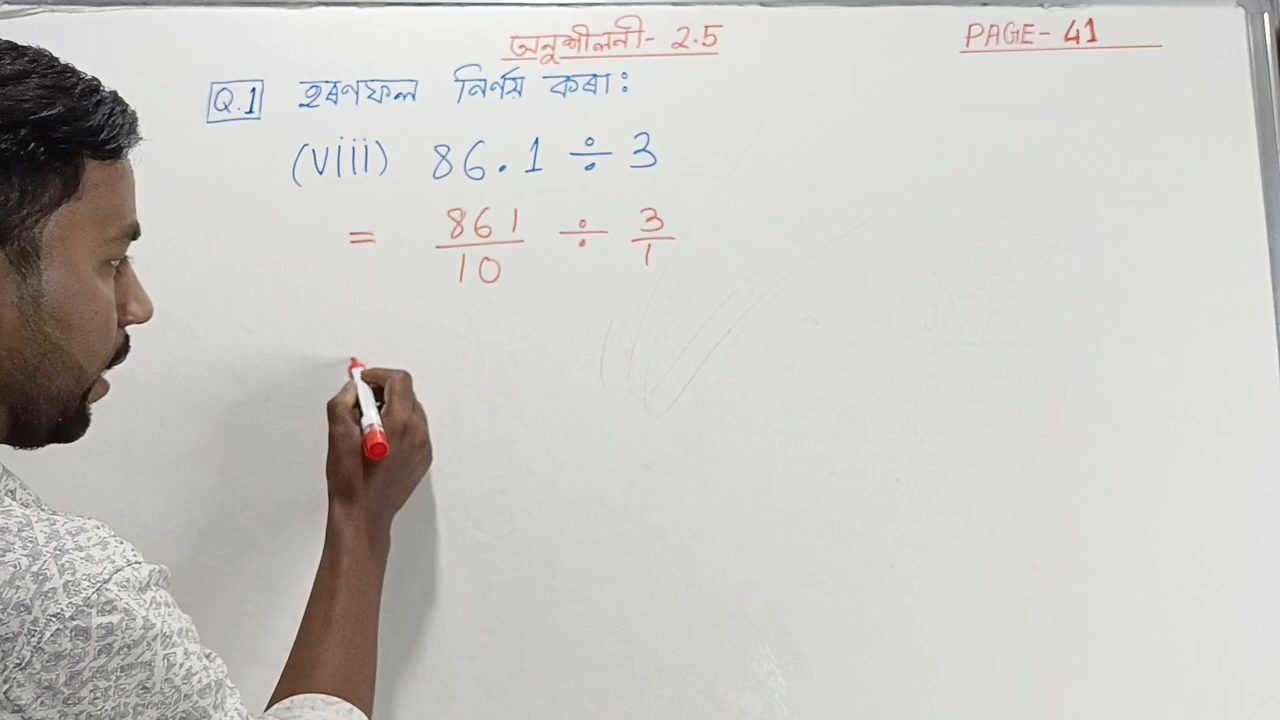 অনুশীলনী- 2.5
PAGE- 41
Q.1 হৰণফল নিৰ্ণয় কৰা:
(viii) 86.1 ÷ 3
= 861/10 ÷ 3/1